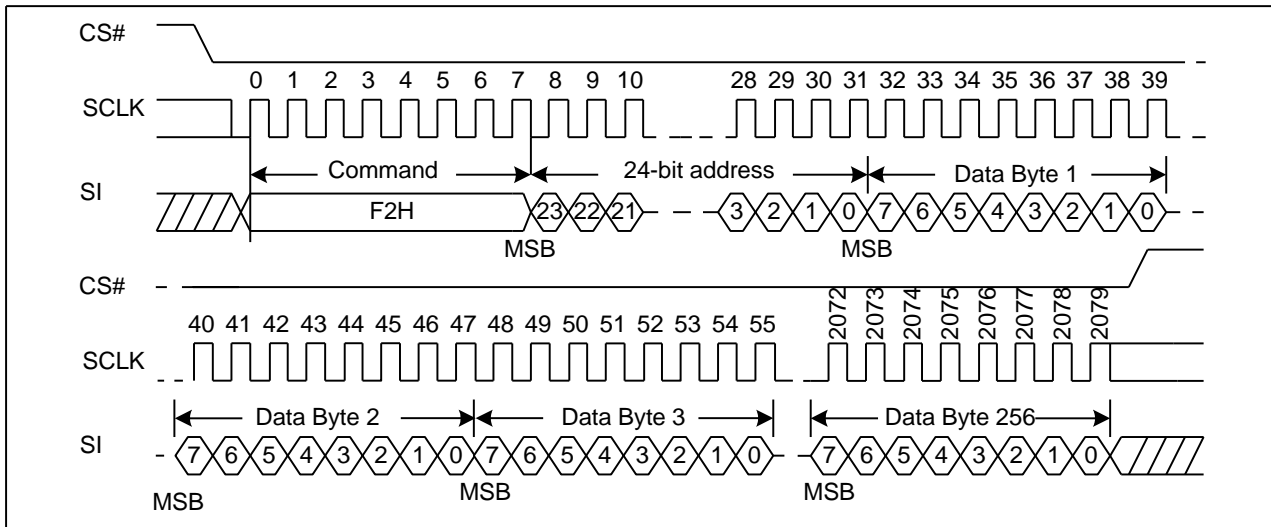 CS#
0 1 2 3 4 5 6 7 8 9 10 28 29 30 31 32 33 34 35 36 37 38 39
SCLK
Command 24-bit address Data Byte 1
SI
F2H 23 22 21 3 2 1 0 7 6 5 4 3 2 1 0
MSB MSB
CS#
40 41 42 43 44 45 46 47 48 49 50 51 52 53 54 55 2072 2073 2074 2075 2076 2077 2078 2079
SCLK
Data Byte 2 Data Byte 3 Data Byte 256
SI
7 6 5 4 3 2 1 0 7 6 5 4 3 2 1 0 7 6 5 4 3 2 1 0
MSB MSB MSB